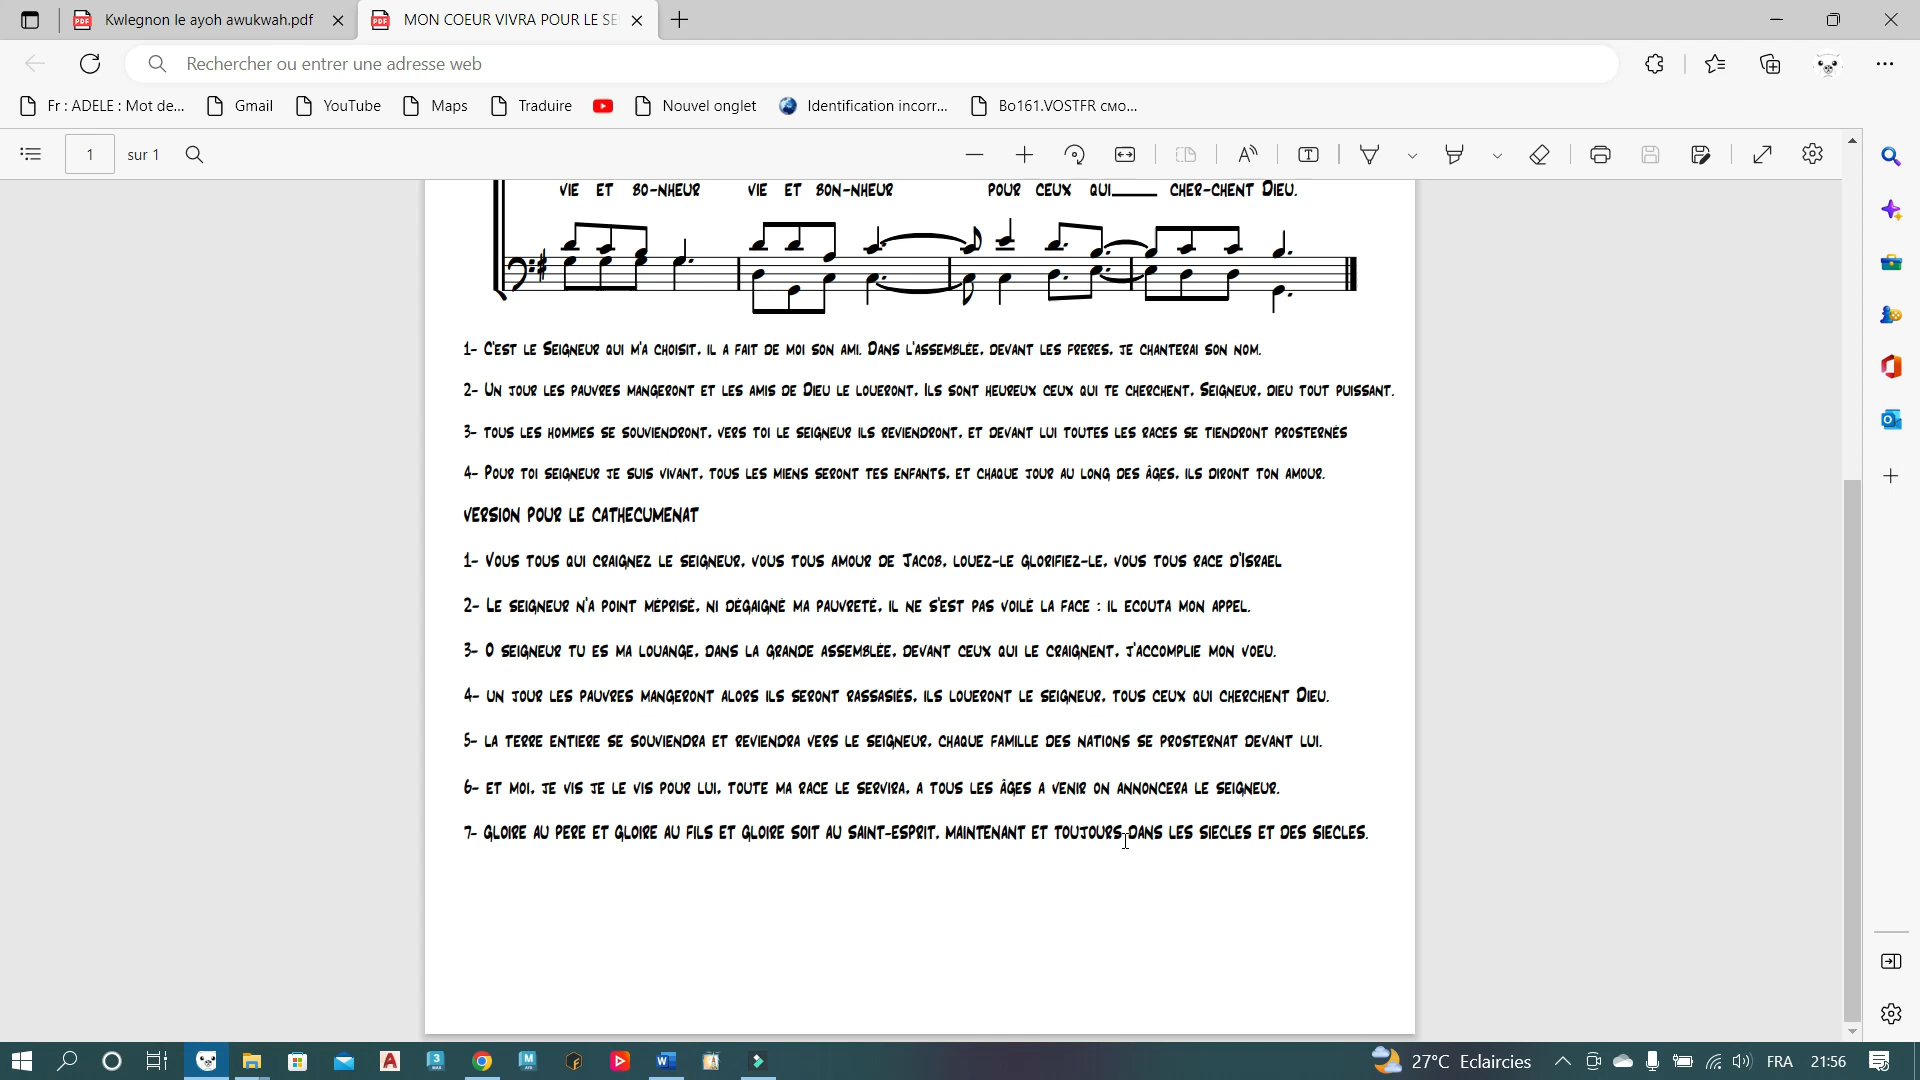 Kwlegnon le ayoh awukwah.pdf
MON COEUR VIVRA POUR LE SE
Rechercher ou entrer une adresse web
Fr : ADELE : Mot de...
Gmail
YouTube
Maps
Traduire
Nouvel onglet
Identification incorr...
Bo161.VOSTFR смо...
1 sur 1
VIE ET BO-NHEUR VIE ET BON-NHEUR POUR CEUX QUI____ CHER-CHENT DIEU.
1- C'EST LE SEIGNEUR QUI M'A CHOISIT, IL A FAIT DE MOI SON AMI. DANS L'ASSEMBLÉE, DEVANT LES FRERES, JE CHANTERAI SON NOM.
2- UN JOUR LES PAUVRES MANGERONT ET LES AMIS DE DIEU LE LOUERONT, ILS SONT HEUREUX CEUX QUI TE CHERCHENT, SEIGNEUR, DIEU TOUT PUISSANT.
3- TOUS LES HOMMES SE SOUVIENDRONT, VERS TOI LE SEIGNEUR ILS REVIENDRONT, ET DEVANT LUI TOUTES LES RACES SE TIENDRONT PROSTERNÉS
4- POUR TOI SEIGNEUR JE SUIS VIVANT, TOUS LES MIENS SERONT TES ENFANTS, ET CHAQUE JOUR AU LONG DES ÂGES, ILS DIRONT TON AMOUR.
VERSION POUR LE CATHECUMENAT
1- VOUS TOUS QUI CRAIGNEZ LE SEIGNEUR, VOUS TOUS AMOUR DE JACOB, LOUEZ-LE GLORIFIEZ-LE, VOUS TOUS RACE D'ISRAEL
2- LE SEIGNEUR N'A POINT MÉPRISÉ, NI DÉGAIGNÉ MA PAUVRETÉ, IL NE S'EST PAS VOILÉ LA FACE : IL ECOUTA MON APPEL.
3- O SEIGNEUR TU ES MA LOUANGE, DANS LA GRANDE ASSEMBLÉE, DEVANT CEUX QUI LE CRAIGNENT, J'ACCOMPLIE MON VOEU.
4- UN JOUR LES PAUVRES MANGERONT ALORS ILS SERONT RASSASIÉS, ILS LOUERONT LE SEIGNEUR, TOUS CEUX QUI CHERCHENT DIEU.
5- LA TERRE ENTIERE SE SOUVIENDRA ET REVIENDRA VERS LE SEIGNEUR, CHAQUE FAMILLE DES NATIONS SE PROSTERNAT DEVANT LUI.
6- ET MOI, JE VIS JE LE VIS POUR LUI, TOUTE MA RACE LE SERVIRA, A TOUS LES ÂGES A VENIR ON ANNONCERA LE SEIGNEUR.
7- GLOIRE AU PERE ET GLOIRE AU FILS ET GLOIRE SOIT AU SAINT-ESPRIT, MAINTENANT ET TOUJOURS DANS LES SIECLES ET DES SIECLES.
27°C Eclaircies
FRA
21:56